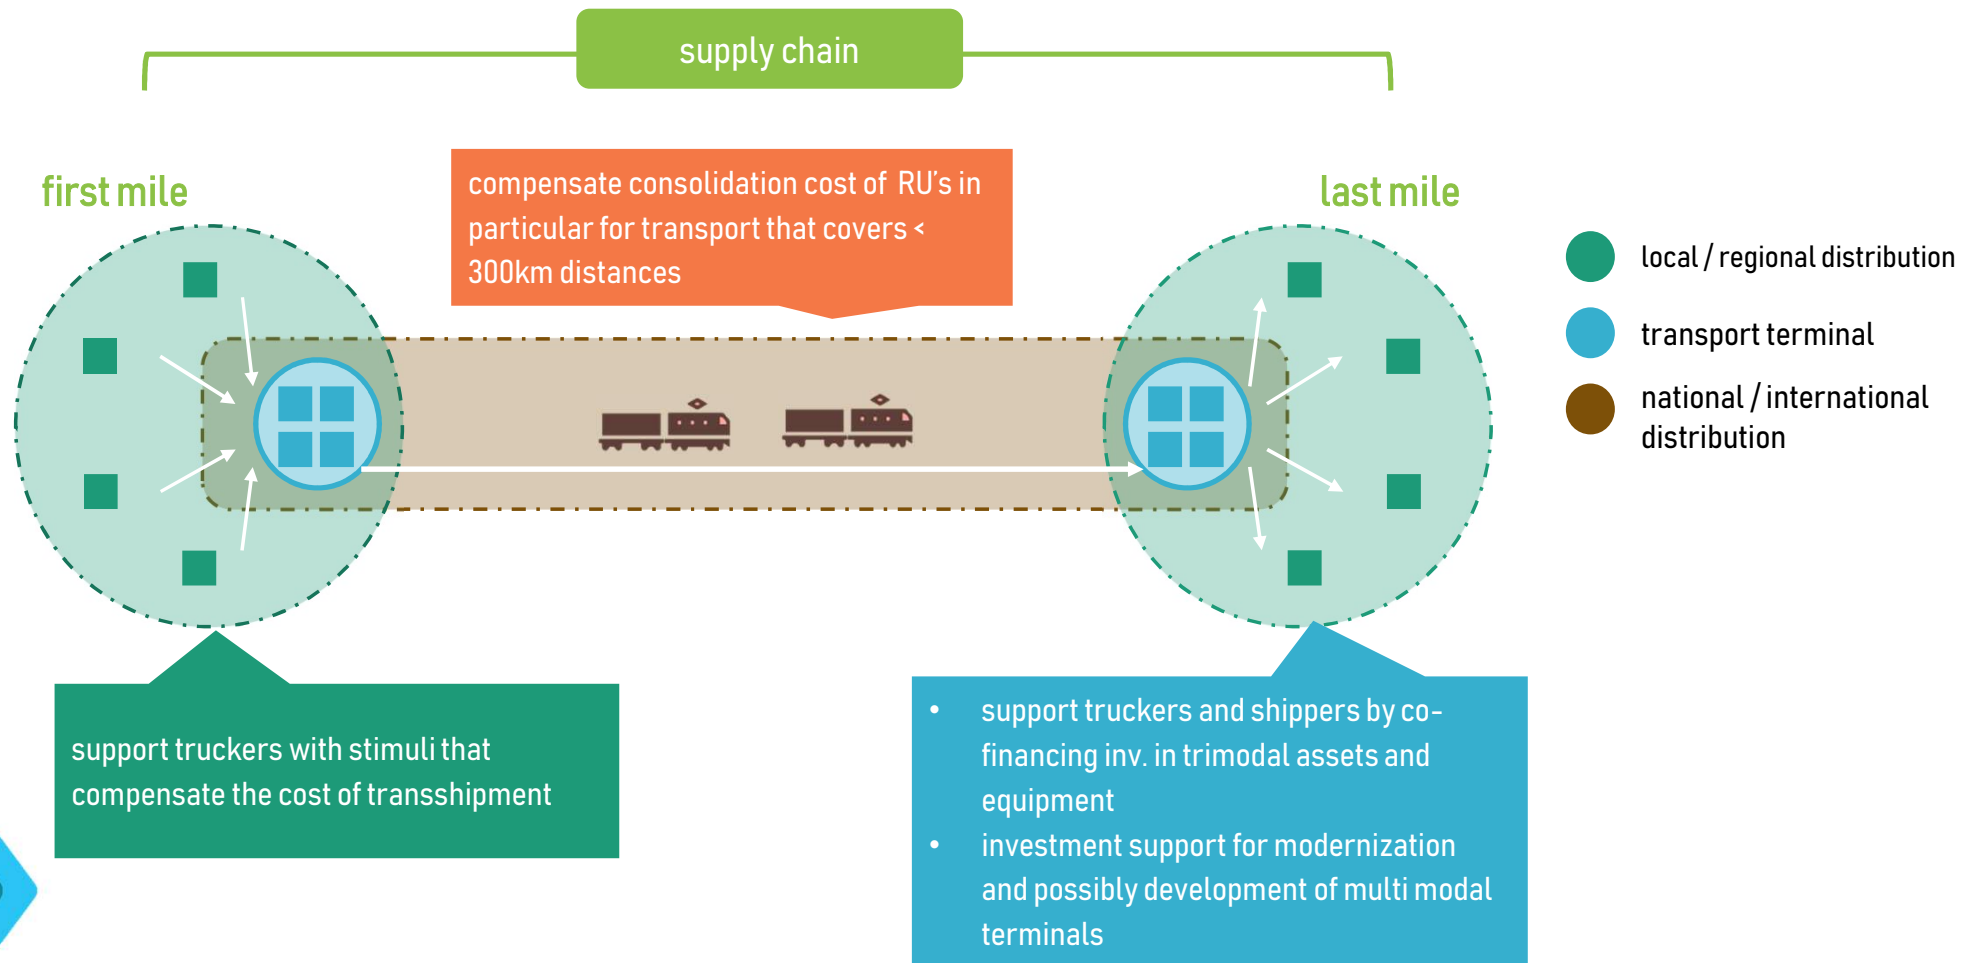 supply chain
first mile
compensate consolidation cost of RU's in
particular for transport that covers <
300km distances
last mile
local / regional distribution
transport terminal
national / international
distribution
support truckers with stimuli that
compensate the cost of transshipment
• support truckers and shippers by co-
financing inv. in trimodal assets and
equipment
• investment support for modernization
and possibly development of multi modal
terminals